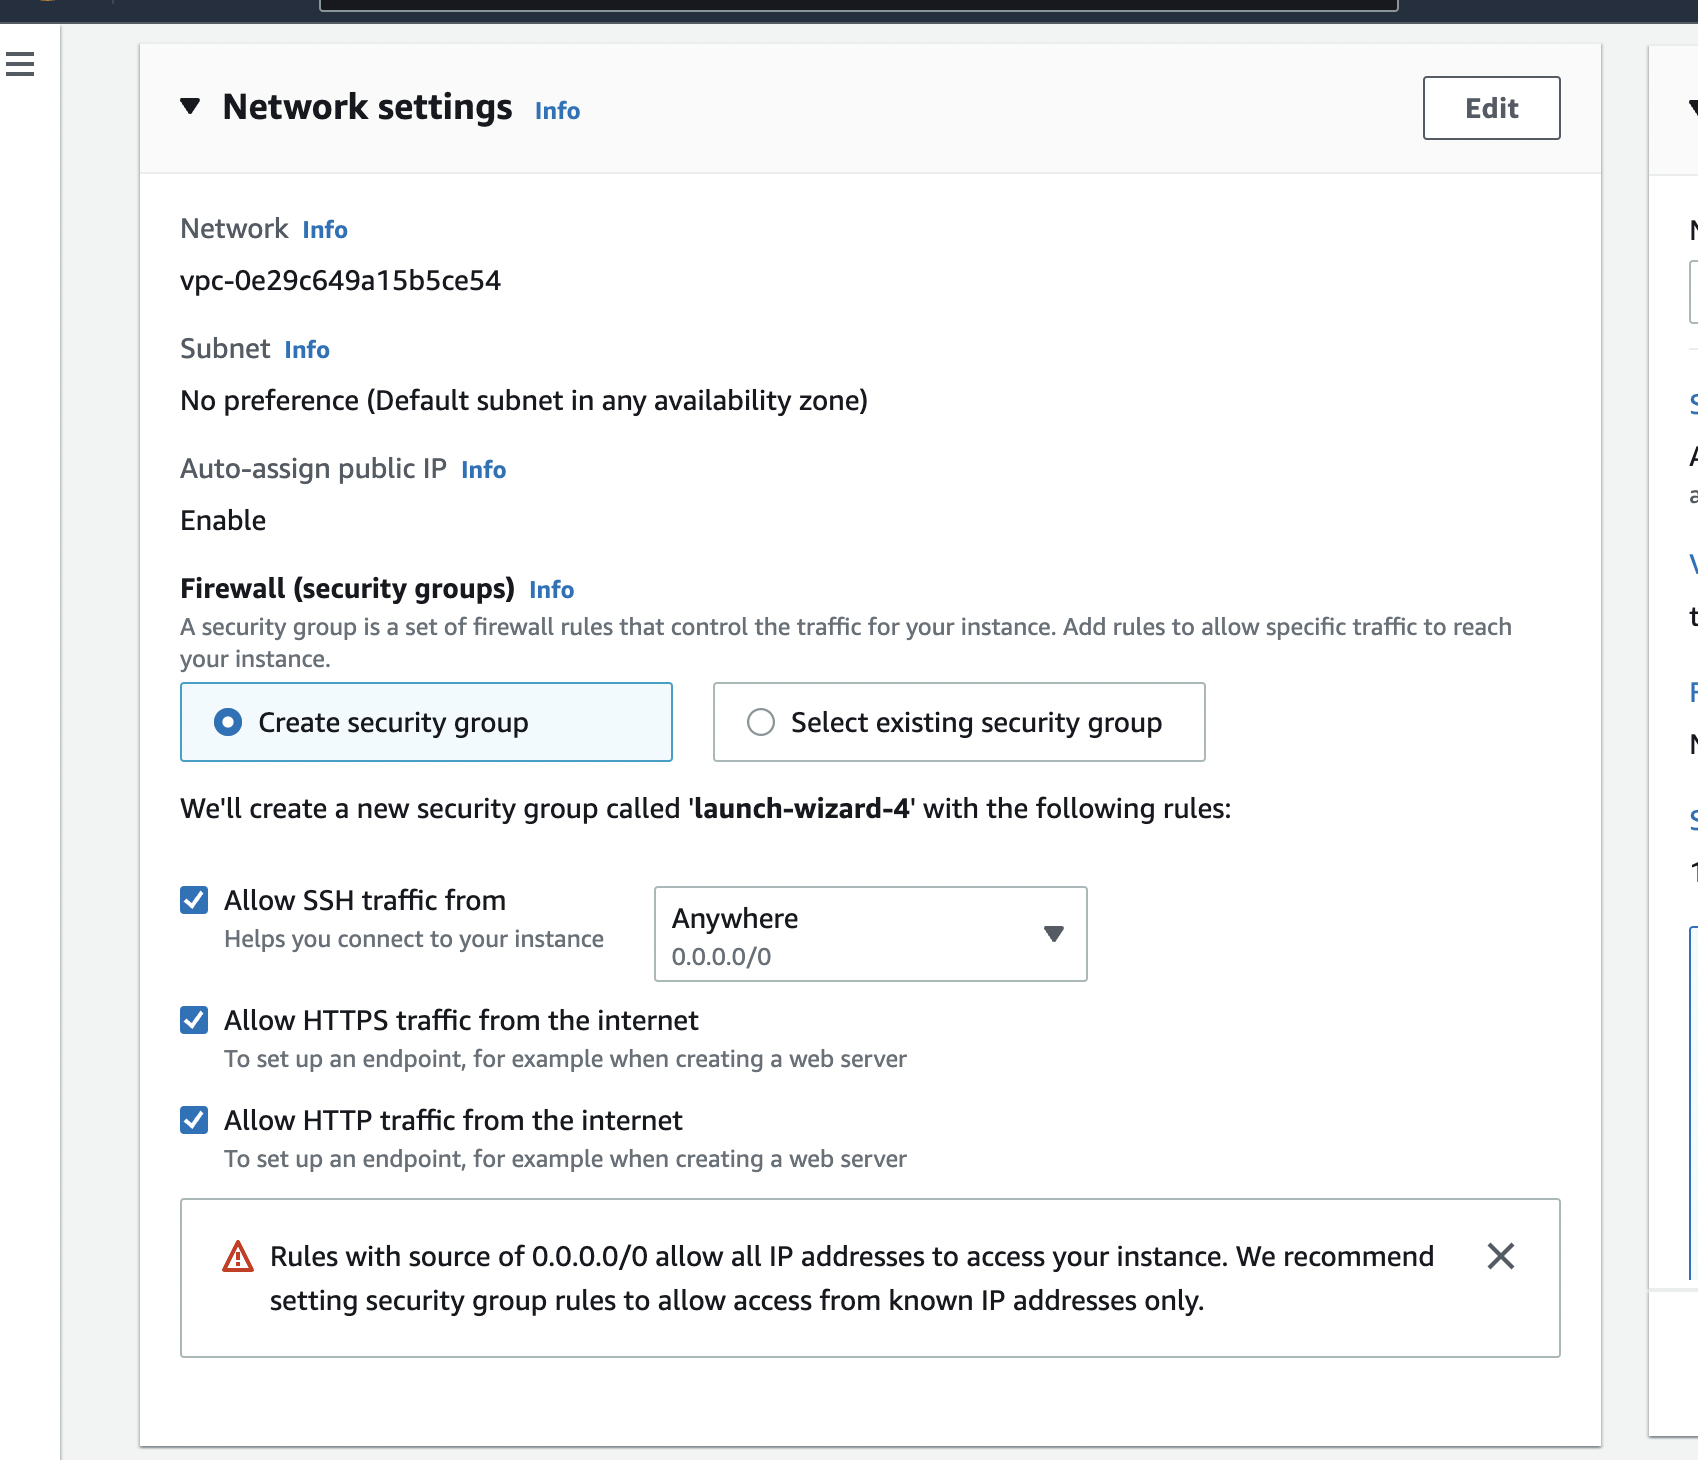 Network settings Info
Edit
Network Info
vpc-0e29c649a15b5ce54
Subnet Info
No preference (Default subnet in any availability zone)
Auto-assign public IP Info
Enable
Firewall (security groups) Info
A security group is a set of firewall rules that control the traffic for your instance. Add rules to allow specific traffic to reach
your instance.
Create security group
Select existing security group
We'll create a new security group called 'launch-wizard-4' with the following rules:
Allow SSH traffic from
Helps you connect to your instance
Anywhere
0.0.0.0/0
Allow HTTPS traffic from the internet
To set up an endpoint, for example when creating a web server
Allow HTTP traffic from the internet
To set up an endpoint, for example when creating a web server
Rules with source of 0.0.0.0/0 allow all IP addresses to access your instance. We recommend
setting security group rules to allow access from known IP addresses only.